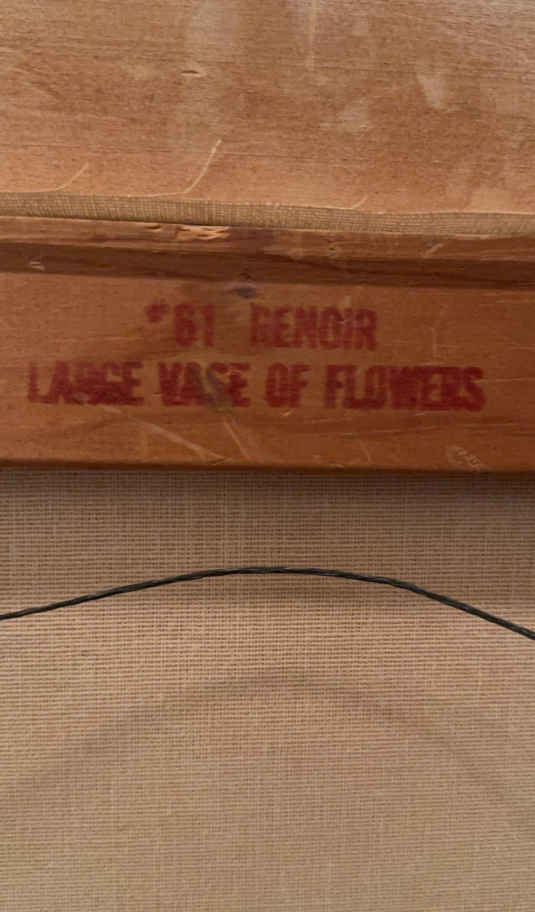 #61 RENOIR
LARGE VASE OF FLOWERS